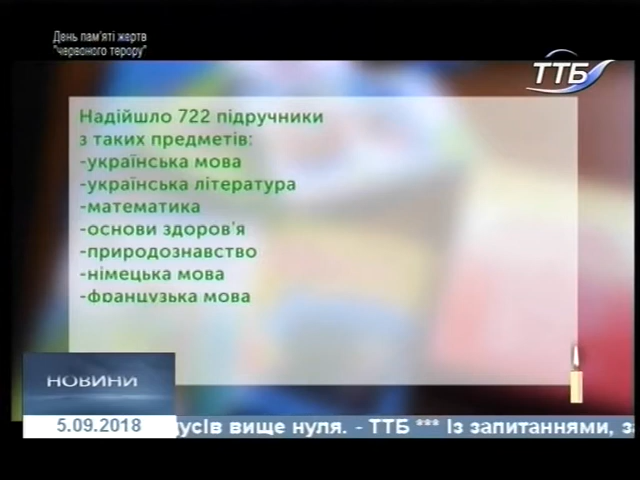 День пам'яті жертв
"червоного терору"
ТТБ
Надійшло 722 підручники
з таких предметів:
-українська мова
-українська література
-математика
-основи здоров'я
-природознавство
-німецька мова
-французька мова
НОВИНИ
5.09.2018
вище нуля. - ТТБ *** Із запитаннями,